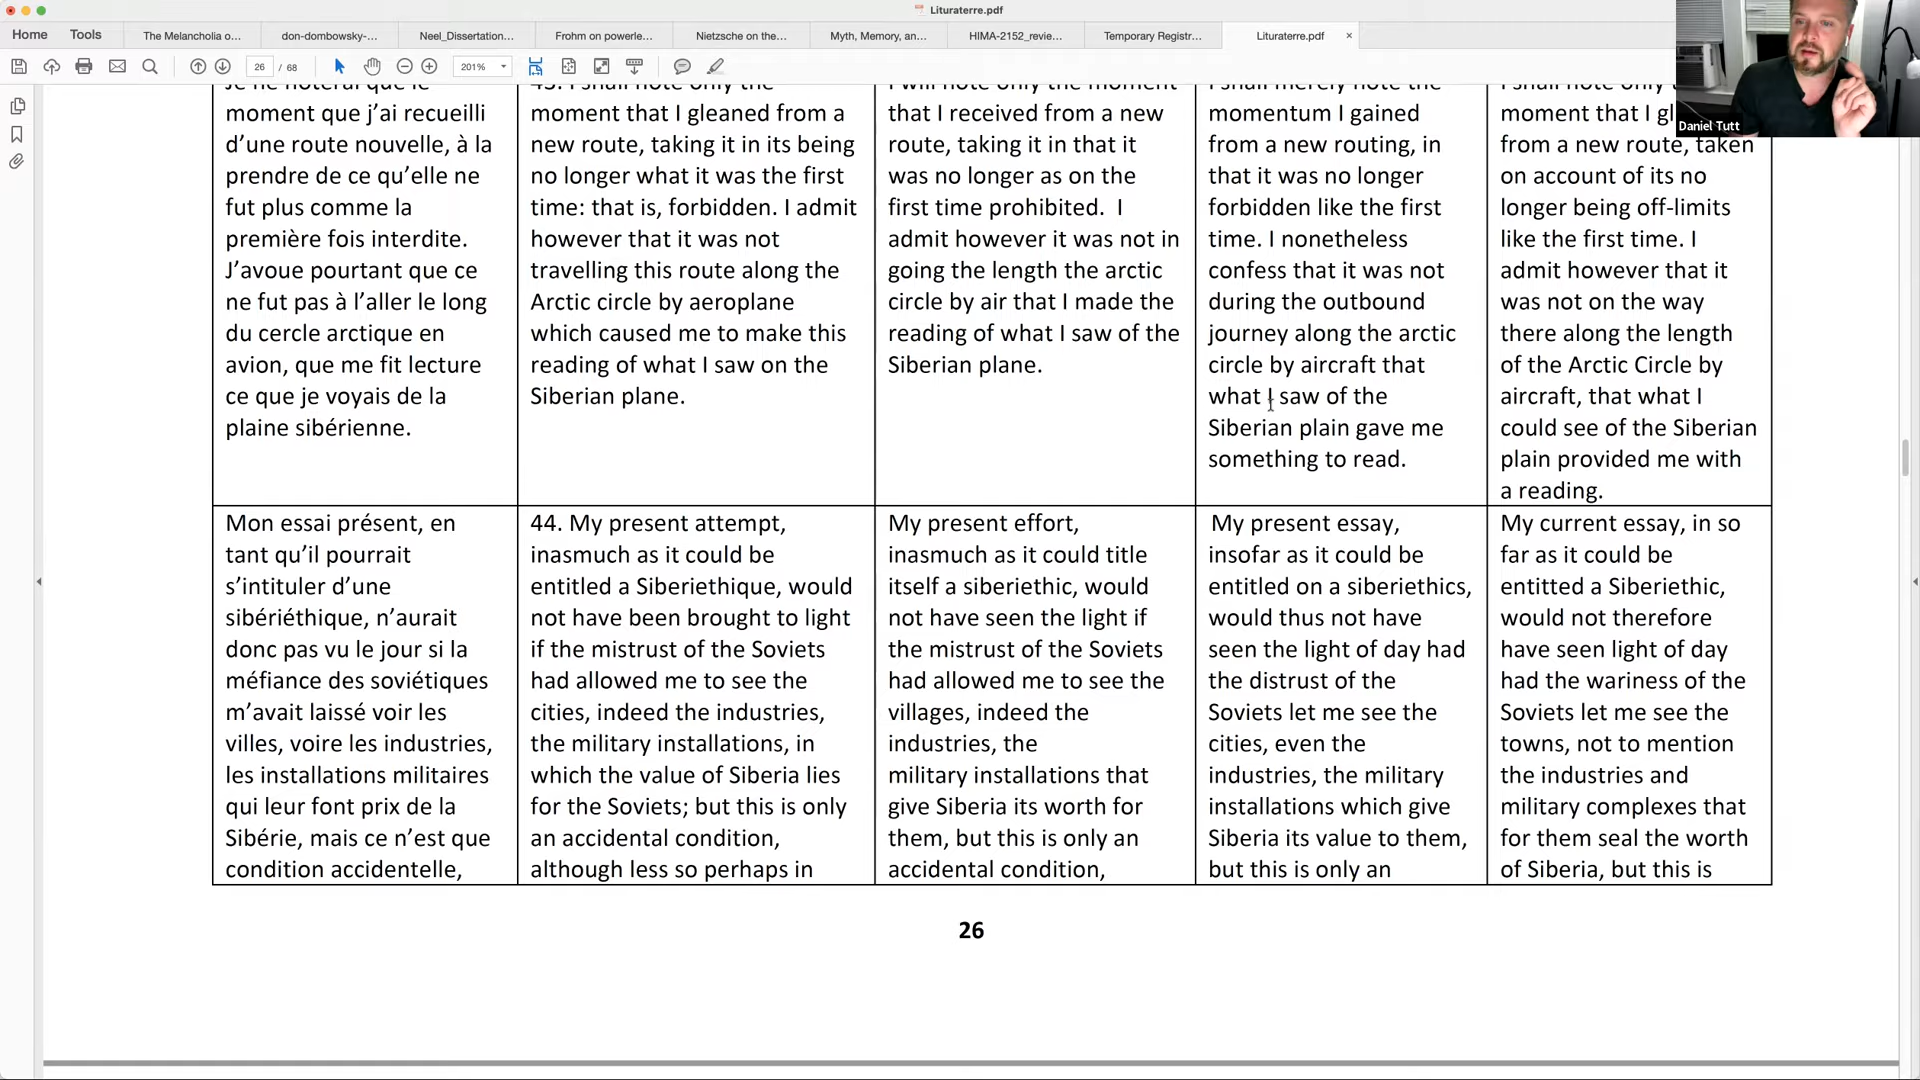 Lituraterre.pdf
Home
Tools
The Melancholia o...
don-dombowsky-...
Neel_Dissertation...
Frohm on powerle...
Nietzsche on the...
Myth, Memory, an...
HIMA-2152_revie...
Temporary Registr...
Lituraterre.pdf
26 / 68
201%
Daniel Tutt
Je ne noterai que le
moment que j’ai recueilli
d’une route nouvelle, à la
prendre de ce qu’elle ne
fut plus comme la
première fois interdite.
J’avoue pourtant que ce
ne fut pas à l’aller le long
du cercle arctique en
avion, que me fit lecture
ce que je voyais de la
plaine sibérienne.
43. I shall note only the
moment that I gleaned from a
new route, taking it in its being
no longer what it was the first
time: that is, forbidden. I admit
however that it was not
travelling this route along the
Arctic circle by aeroplane
which caused me to make this
reading of what I saw on the
Siberian plane.
I will note only the moment
that I received from a new
route, taking it in that it
was no longer as on the
first time prohibited.  I
admit however it was not in
going the length the arctic
circle by air that I made the
reading of what I saw of the
Siberian plane.
I shall merely note the
momentum I gained
from a new routing, in
that it was no longer
forbidden like the first
time. I nonetheless
confess that it was not
during the outbound
journey along the arctic
circle by aircraft that
what I saw of the
Siberian plain gave me
something to read.
I shall note only
moment that I gl
from a new route, taken
on account of its no
longer being off-limits
like the first time. I
admit however that it
was not on the way
there along the length
of the Arctic Circle by
aircraft, that what I
could see of the Siberian
plain provided me with
a reading.
Mon essai présent, en
tant qu’il pourrait
s’intituler d’une
sibériéthique, n’aurait
donc pas vu le jour si la
méfiance des soviétiques
m’avait laissé voir les
villes, voire les industries,
les installations militaires
qui leur font prix de la
Sibérie, mais ce n’est que
condition accidentelle,
44. My present attempt,
inasmuch as it could be
entitled a Siberiethique, would
not have been brought to light
if the mistrust of the Soviets
had allowed me to see the
cities, indeed the industries,
the military installations, in
which the value of Siberia lies
for the Soviets; but this is only
an accidental condition,
although less so perhaps in
My present effort,
inasmuch as it could title
itself a siberiethic, would
not have seen the light if
the mistrust of the Soviets
had allowed me to see the
villages, indeed the
industries, the
military installations that
give Siberia its worth for
them, but this is only an
accidental condition,
My present essay,
insofar as it could be
entitled on a siberiethics,
would thus not have
seen the light of day had
the distrust of the
Soviets let me see the
cities, even the
industries, the military
installations which give
Siberia its value to them,
but this is only an
My current essay, in so
far as it could be
entitted a Siberiethic,
would not therefore
have seen light of day
had the wariness of the
Soviets let me see the
towns, not to mention
the industries and
military complexes that
for them seal the worth
of Siberia, but this is
26